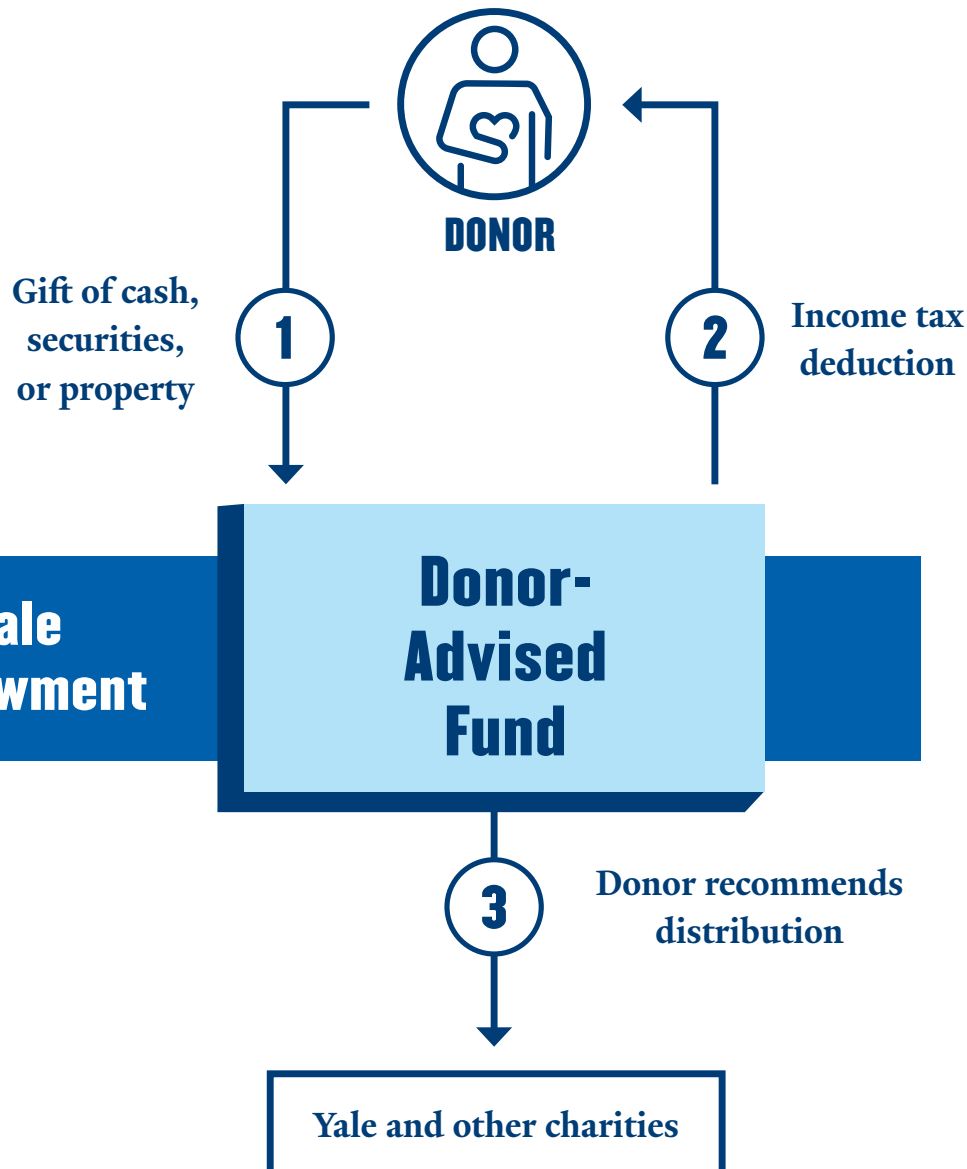 DONOR
Gift of cash,
securities,
or property
1
2
Income tax
deduction
ale
wment
Donor-
Advised
Fund
3
Donor recommends
distribution
Yale and other charities